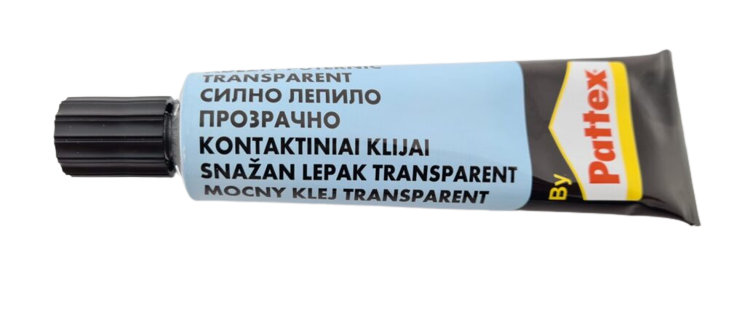 TRANSPARENT
СИЛНО ЛЕПИЛО
ПРОЗРАЧНО
KONTAKTINIAI KLIJAI
SNAŽAN LEPAK TRANSPARENT
MOCNY KLEJ TRANSPARENT
By
Pattex